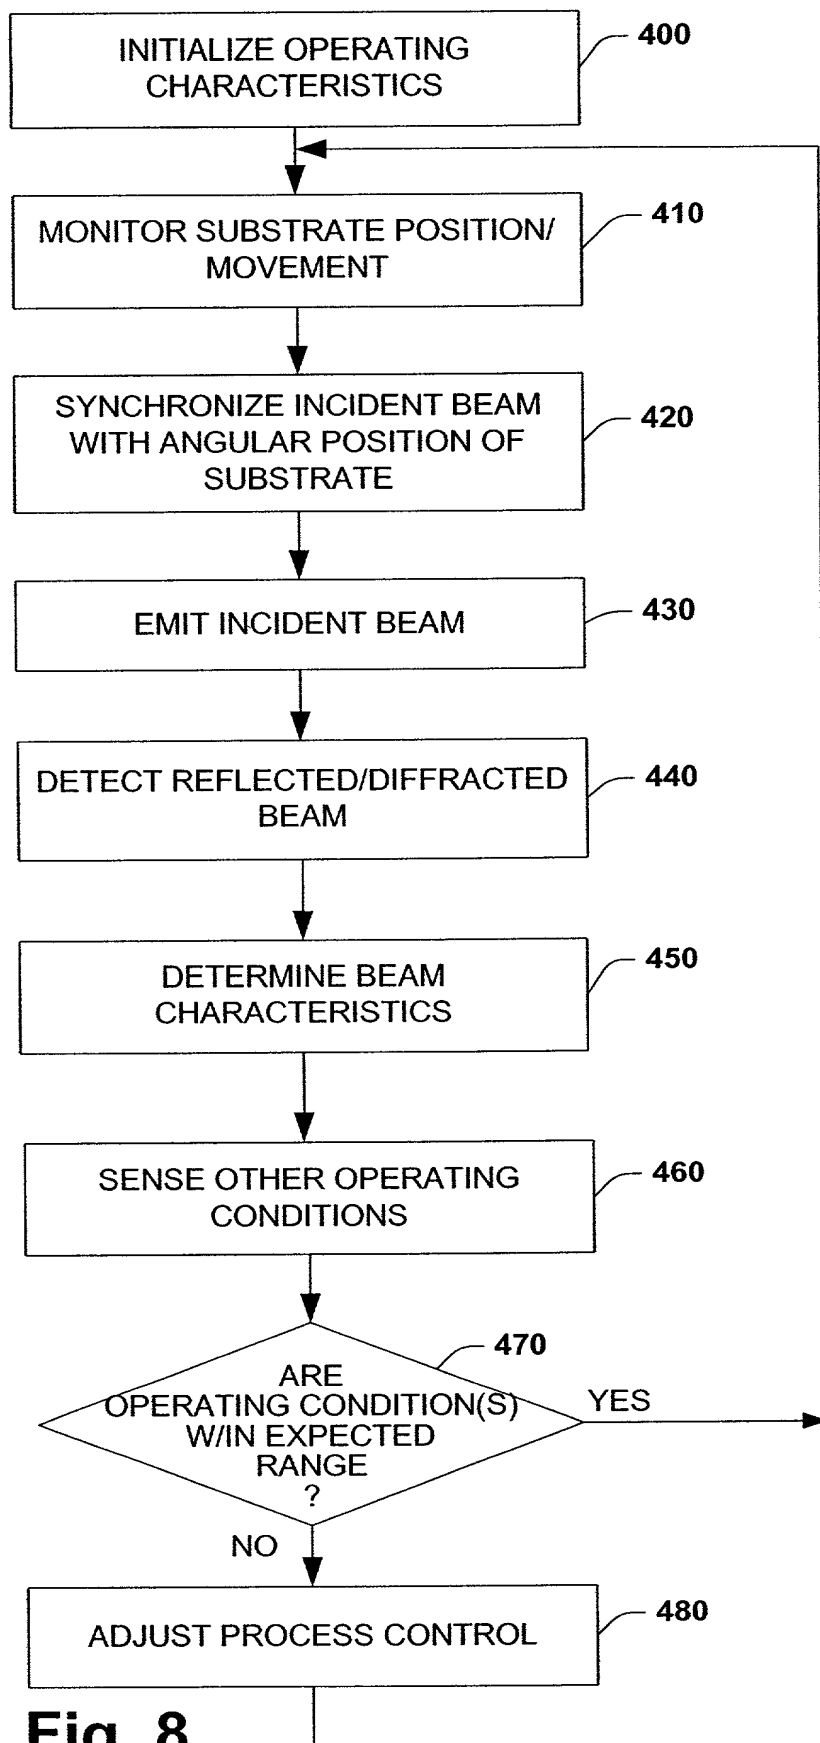 INITIALIZE OPERATING
CHARACTERISTICS
400
MONITOR SUBSTRATE POSITION/
MOVEMENT
410
SYNCHRONIZE INCIDENT BEAM
WITH ANGULAR POSITION OF
SUBSTRATE
420
EMIT INCIDENT BEAM
430
DETECT REFLECTED/DIFFRACTED
BEAM
440
DETERMINE BEAM
CHARACTERISTICS
450
SENSE OTHER OPERATING
CONDITIONS
460
470
ARE
OPERATING CONDITION(S)
W/IN EXPECTED
RANGE
?
YES
NO
ADJUST PROCESS CONTROL
480
Fig. 8